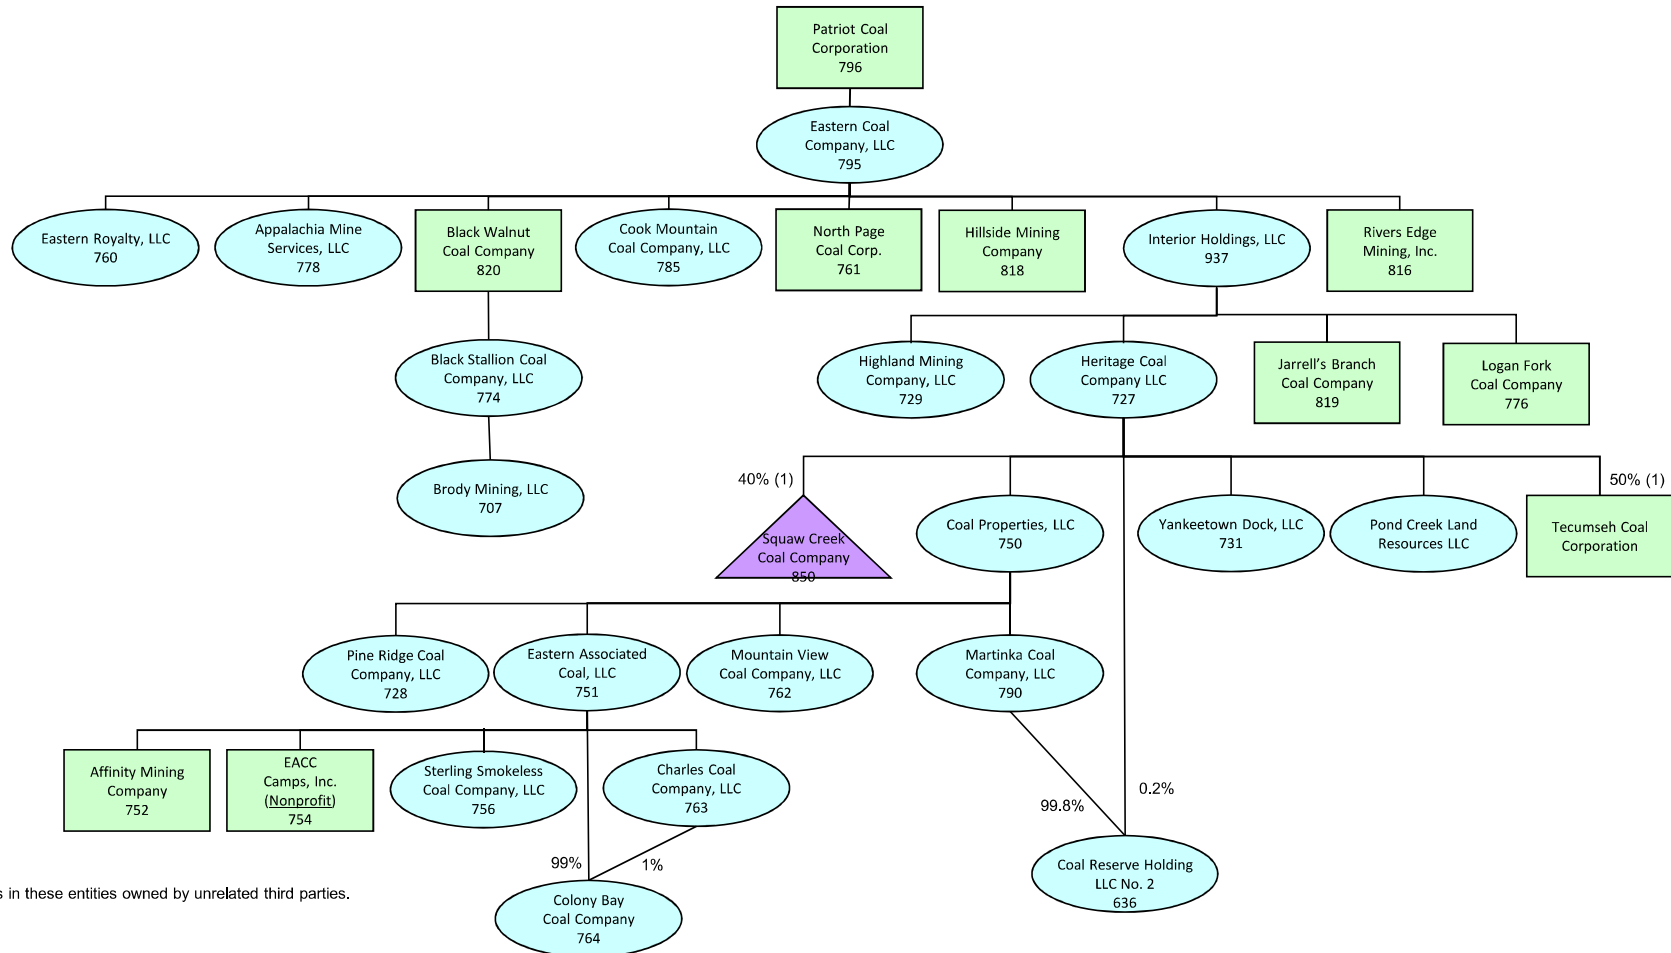 Patriot Coal
Corporation
796
Eastern Coal
Company, LLC
795
Eastern Royalty, LLC
760
Appalachia Mine
Services, LLC
778
Black Walnut
Coal Company
820
Cook Mountain
Coal Company, LLC
785
North Page
Coal Corp.
761
Hillside Mining
Company
818
Interior Holdings, LLC
937
Rivers Edge
Mining, Inc.
816
Black Stallion Coal
Company, LLC
774
Highland Mining
Company, LLC
729
Heritage Coal
Company LLC
727
Jarrell's Branch
Coal Company
819
Logan Fork
Coal Company
776
Brody Mining, LLC
707
40% (1)
Squaw Creek
Coal Company
850
Coal Properties, LLC
750
Yankeetown Dock, LLC
731
Pond Creek Land
Resources LLC
50% (1)
Tecumseh Coal
Corporation
Pine Ridge Coal
Company, LLC
728
Eastern Associated
Coal, LLC
751
Mountain View
Coal Company, LLC
762
Martinka Coal
Company, LLC
790
Affinity Mining
Company
752
EACC
Camps, Inc.
(Nonprofit)
754
Sterling Smokeless
Coal Company, LLC
756
Charles Coal
Company, LLC
763
99.8%
0.2%
99%
1%
Coal Reserve Holding
LLC No. 2
636
Colony Bay
Coal Company
764
s in these entities owned by unrelated third parties.